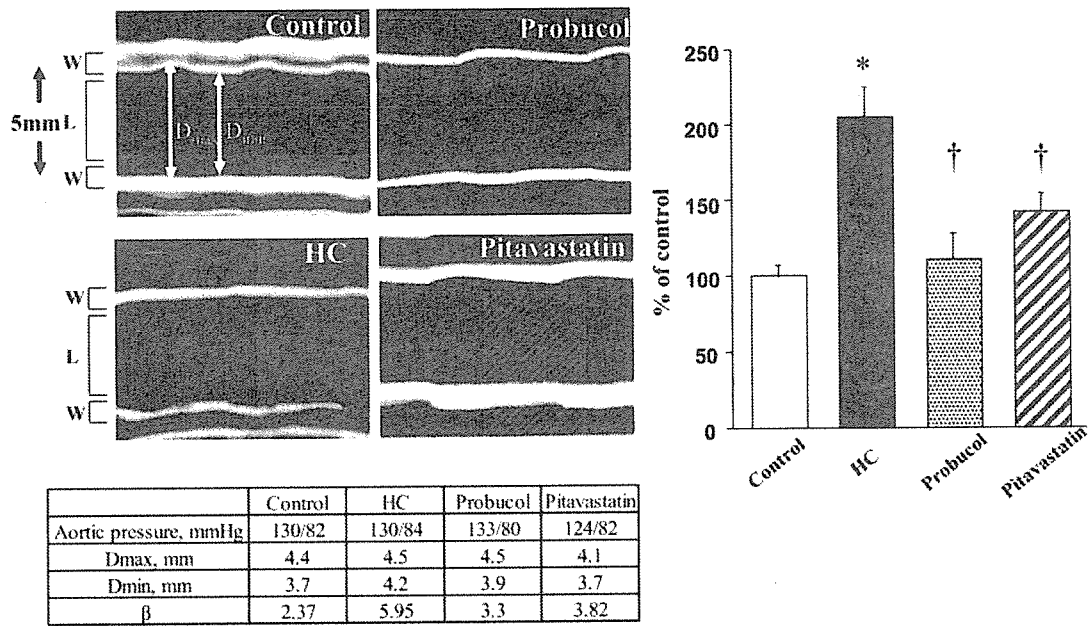 Control
Probucol
W
5mm L
W
Dmax Dmin
HC
Pitavastatin
W
L
W
% of control
250
200
150
100
50
0
*
†
†
Control
HC
Probucol
Pitavastatin
Control HC Probucol Pitavastatin
Aortic pressure, mmHg 130/82 130/84 133/80 124/82
Dmax, mm 4.4 4.5 4.5 4.1
Dmin, mm 3.7 4.2 3.9 3.7
β 2.37 5.95 3.3 3.82